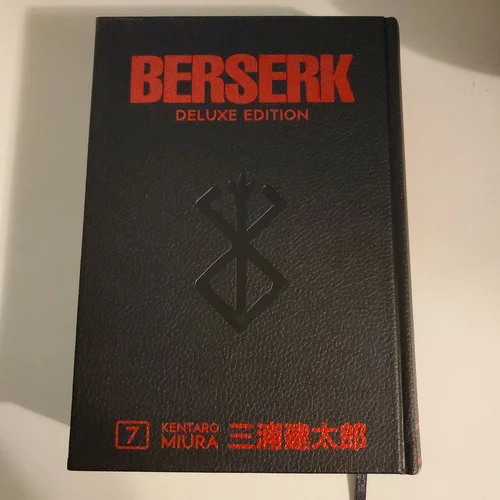 BERSERK
DELUXE EDITION
7 KENTARO MIURA 三浦建太郎